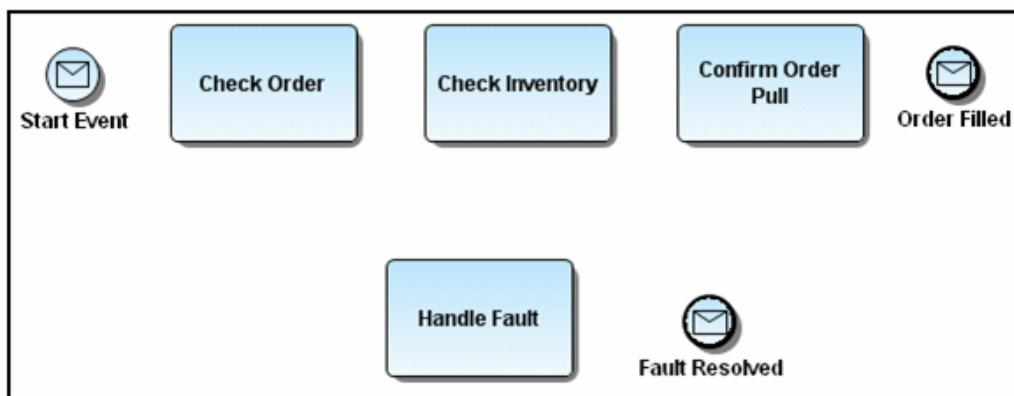 Start Event
Check Order
Check Inventory
Confirm Order
Pull
Order Filled
Handle Fault
Fault Resolved